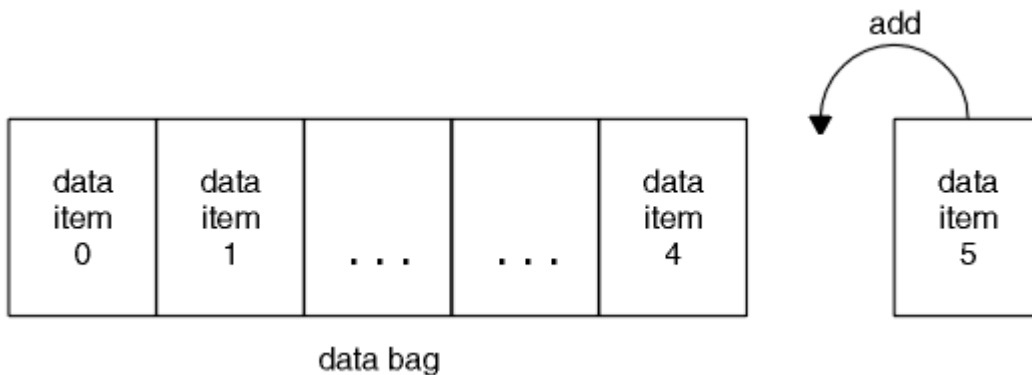 add
data item 0
data item 1
. . .
. . .
data item 4
data item 5
data bag